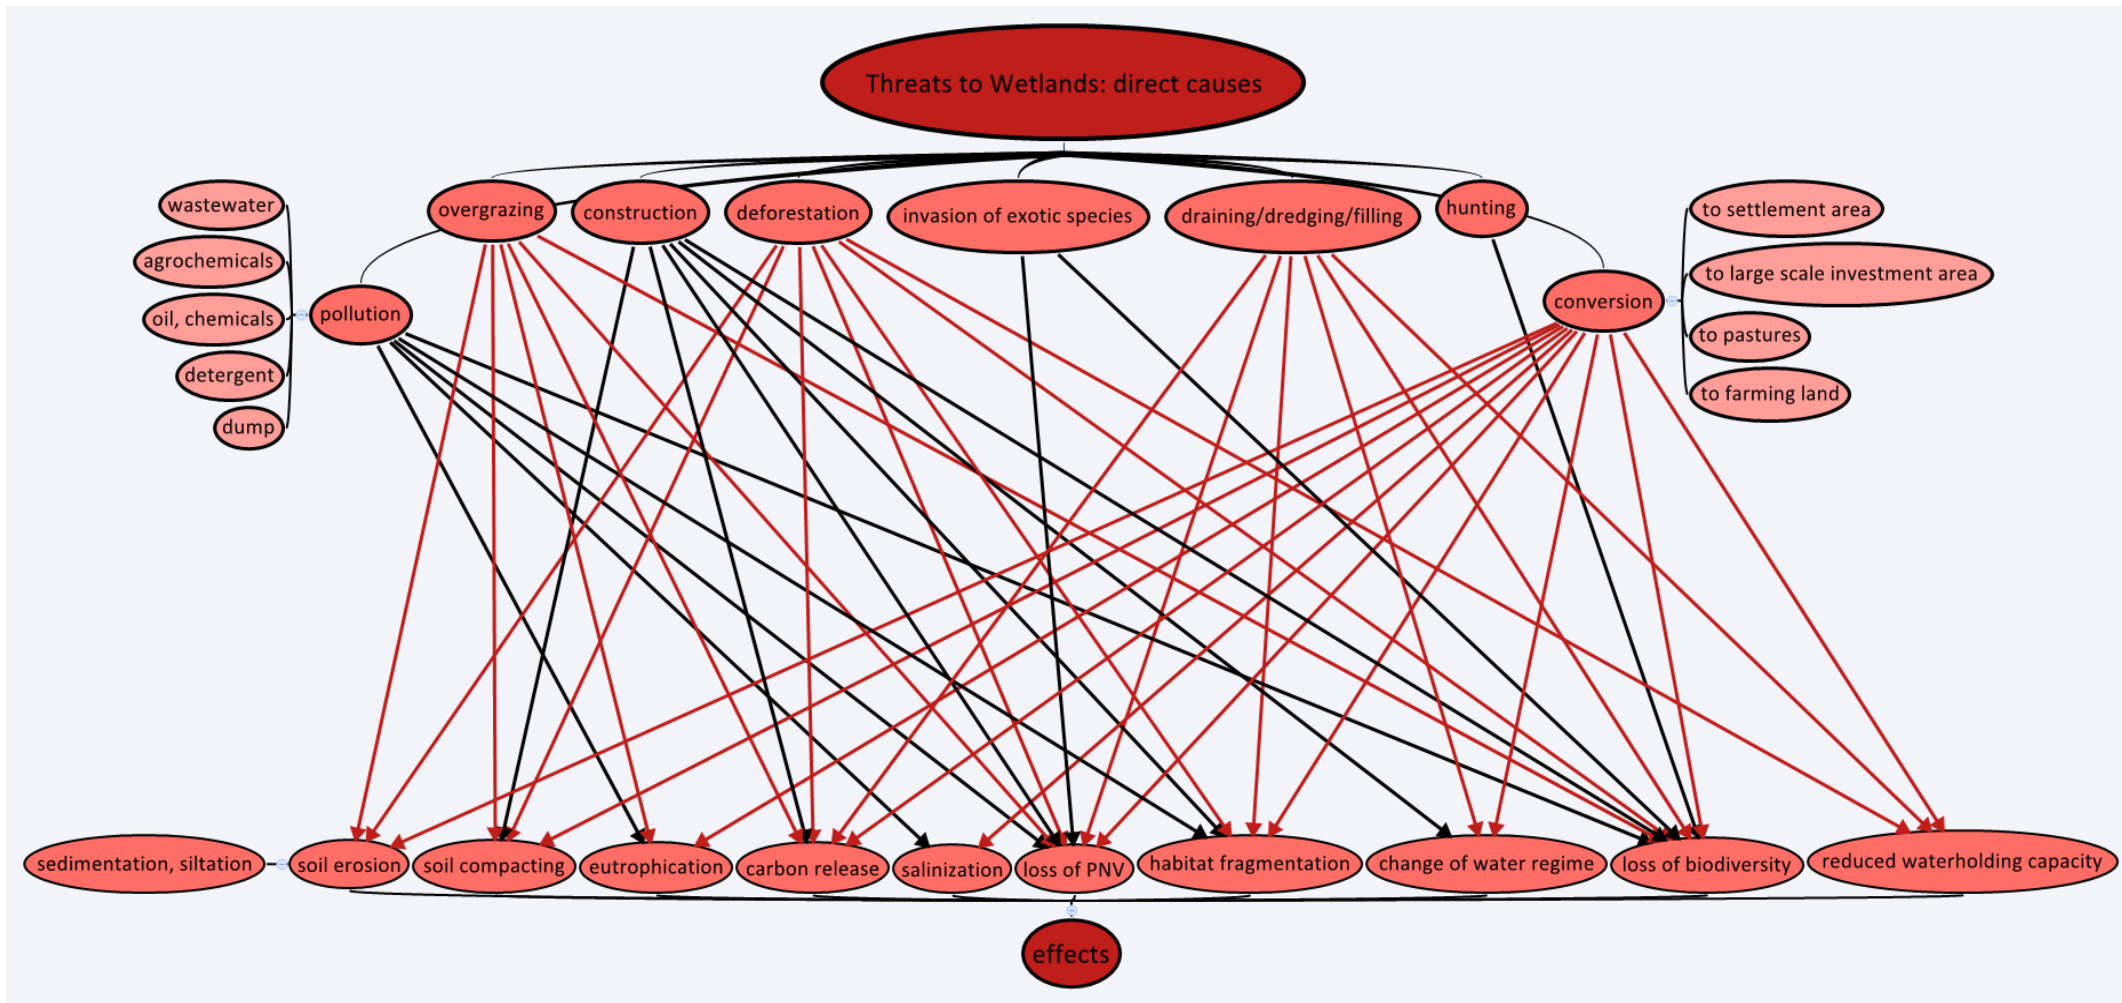 Threats to Wetlands: direct causes
overgrazing
construction
deforestation
invasion of exotic species
draining/dredging/filling
hunting
pollution
conversion
wastewater
agrochemicals
oil, chemicals
detergent
dump
to settlement area
to large scale investment area
to pastures
to farming land
sedimentation, siltation
soil erosion
soil compacting
eutrophication
carbon release
salinization
loss of PNV
habitat fragmentation
change of water regime
loss of biodiversity
reduced waterholding capacity
effects